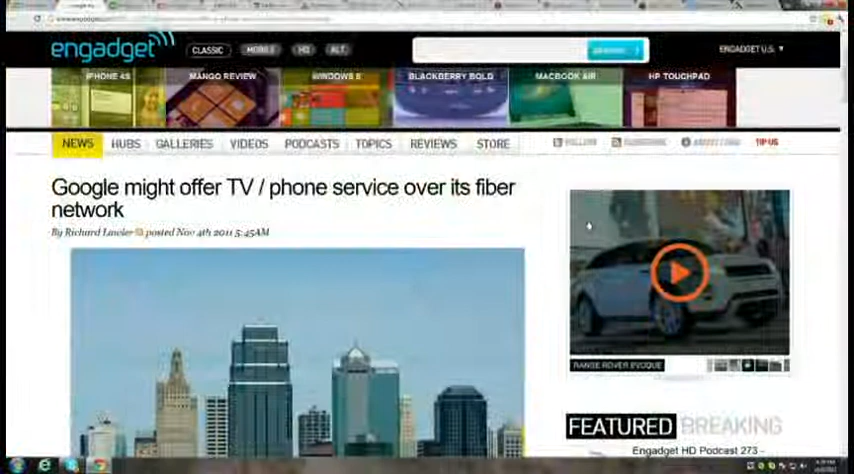 engadget
CLASSIC MOBILE HD ALT
ENGADGET U.S.
IPHONE 4S MANGO REVIEW WINDOWS 8 BLACKBERRY BOLD MACBOOK AIR HP TOUCHPAD
NEWS HUBS GALLERIES VIDEOS PODCASTS TOPICS REVIEWS STORE
FOLLOW SUBSCRIBE TIP US
Google might offer TV / phone service over its fiber
network
By Richard Lawler posted Nov 4th 2011 5:45AM
RANGE ROVER EVOQUE
FEATURED BREAKING
Engadget HD Podcast 273 -